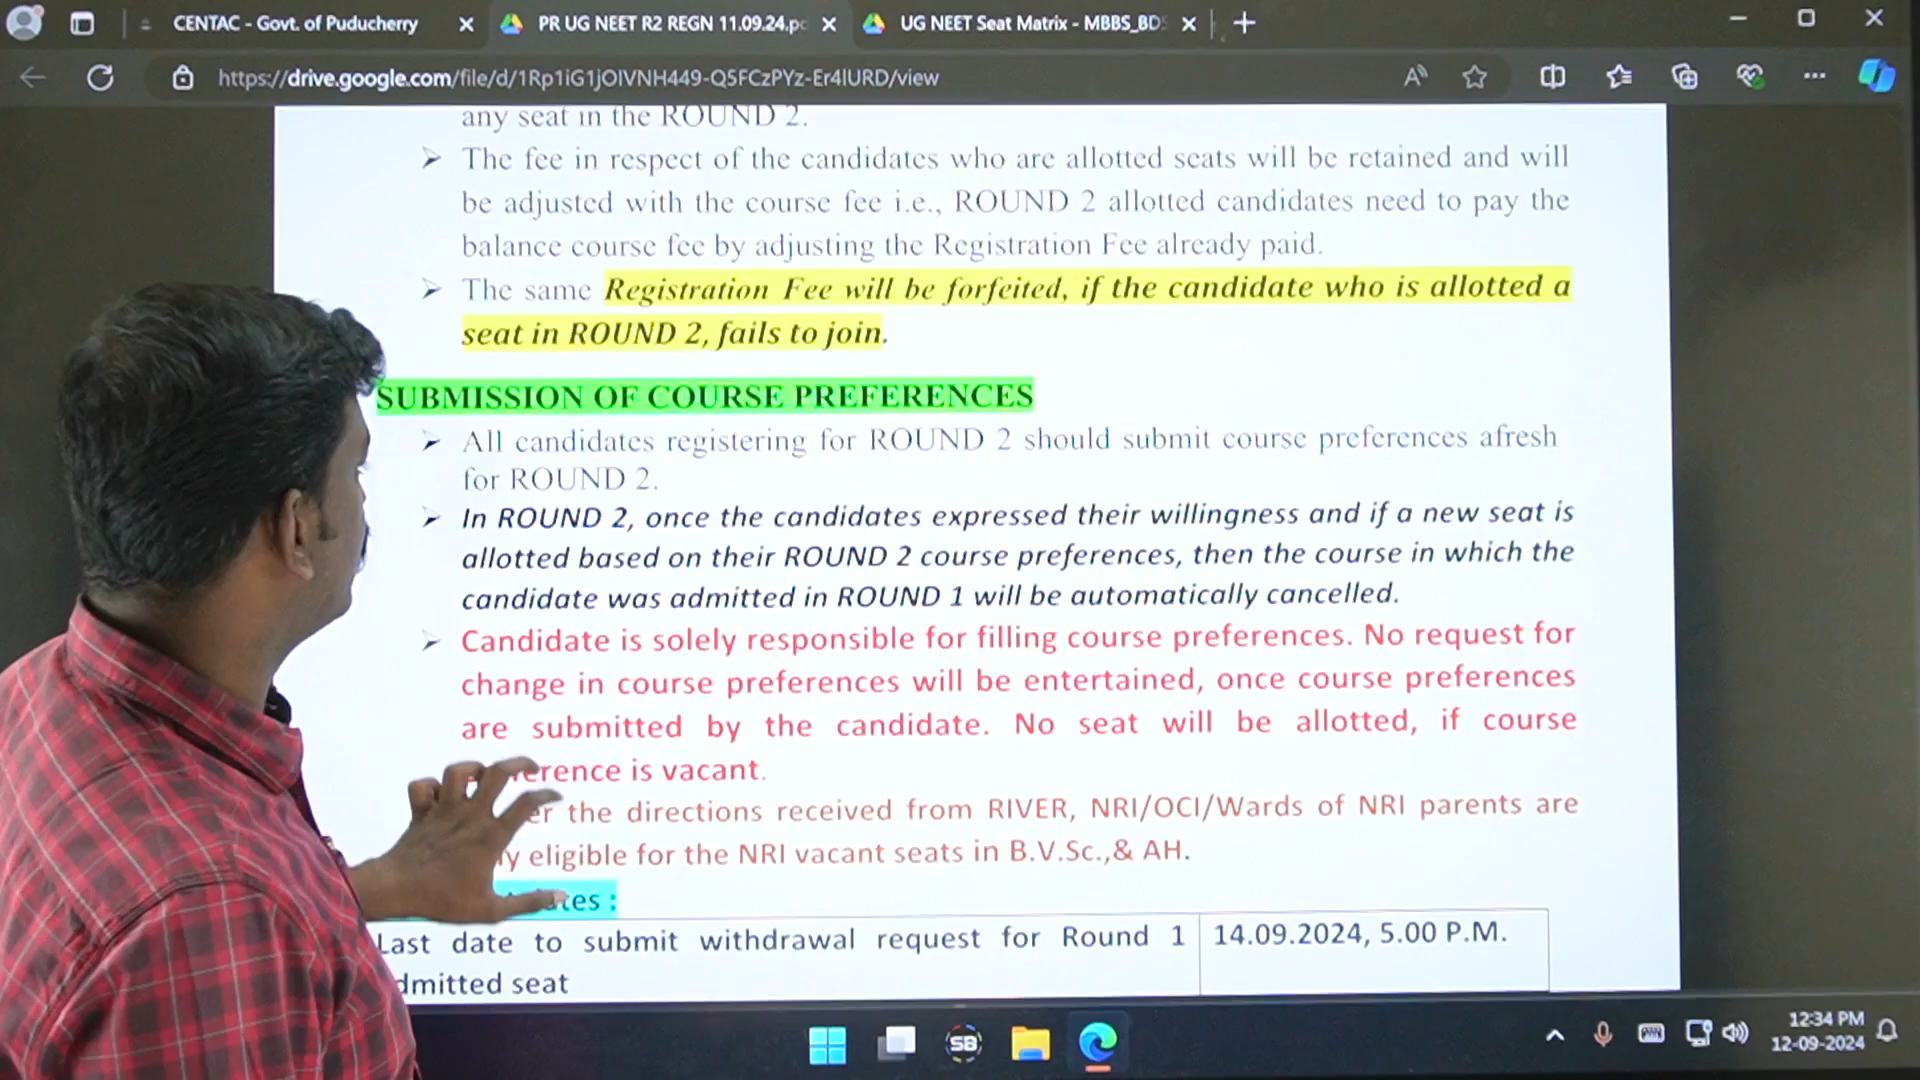 CENTAC - Govt. of Puducherry
PR UG NEET R2 REGN 11.09.24.p
UG NEET Seat Matrix - MBBS_BD
https://drive.google.com/file/d/1Rp1iG1jOIVNH449-Q5FCzPYz-Er4lURD/view
any seat in the ROUND 2.
➢ The fee in respect of the candidates who are allotted seats will be retained and will
be adjusted with the course fee i.e., ROUND 2 allotted candidates need to pay the
balance course fee by adjusting the Registration Fee already paid.
➢ The same Registration Fee will be forfeited, if the candidate who is allotted a
seat in ROUND 2, fails to join.
SUBMISSION OF COURSE PREFERENCES
➢ All candidates registering for ROUND 2 should submit course preferences afresh
for ROUND 2.
➢ In ROUND 2, once the candidates expressed their willingness and if a new seat is
allotted based on their ROUND 2 course preferences, then the course in which the
candidate was admitted in ROUND 1 will be automatically cancelled.
➢ Candidate is solely responsible for filling course preferences. No request for
change in course preferences will be entertained, once course preferences
are submitted by the candidate. No seat will be allotted, if course
erence is vacant.
er the directions received from RIVER, NRI/OCI/Wards of NRI parents are
y eligible for the NRI vacant seats in B.V.Sc.,& AH.
tes :
Last date to submit withdrawal request for Round 1 14.09.2024, 5.00 P.M.
dmitted seat
SB
12:34 PM
12-09-2024